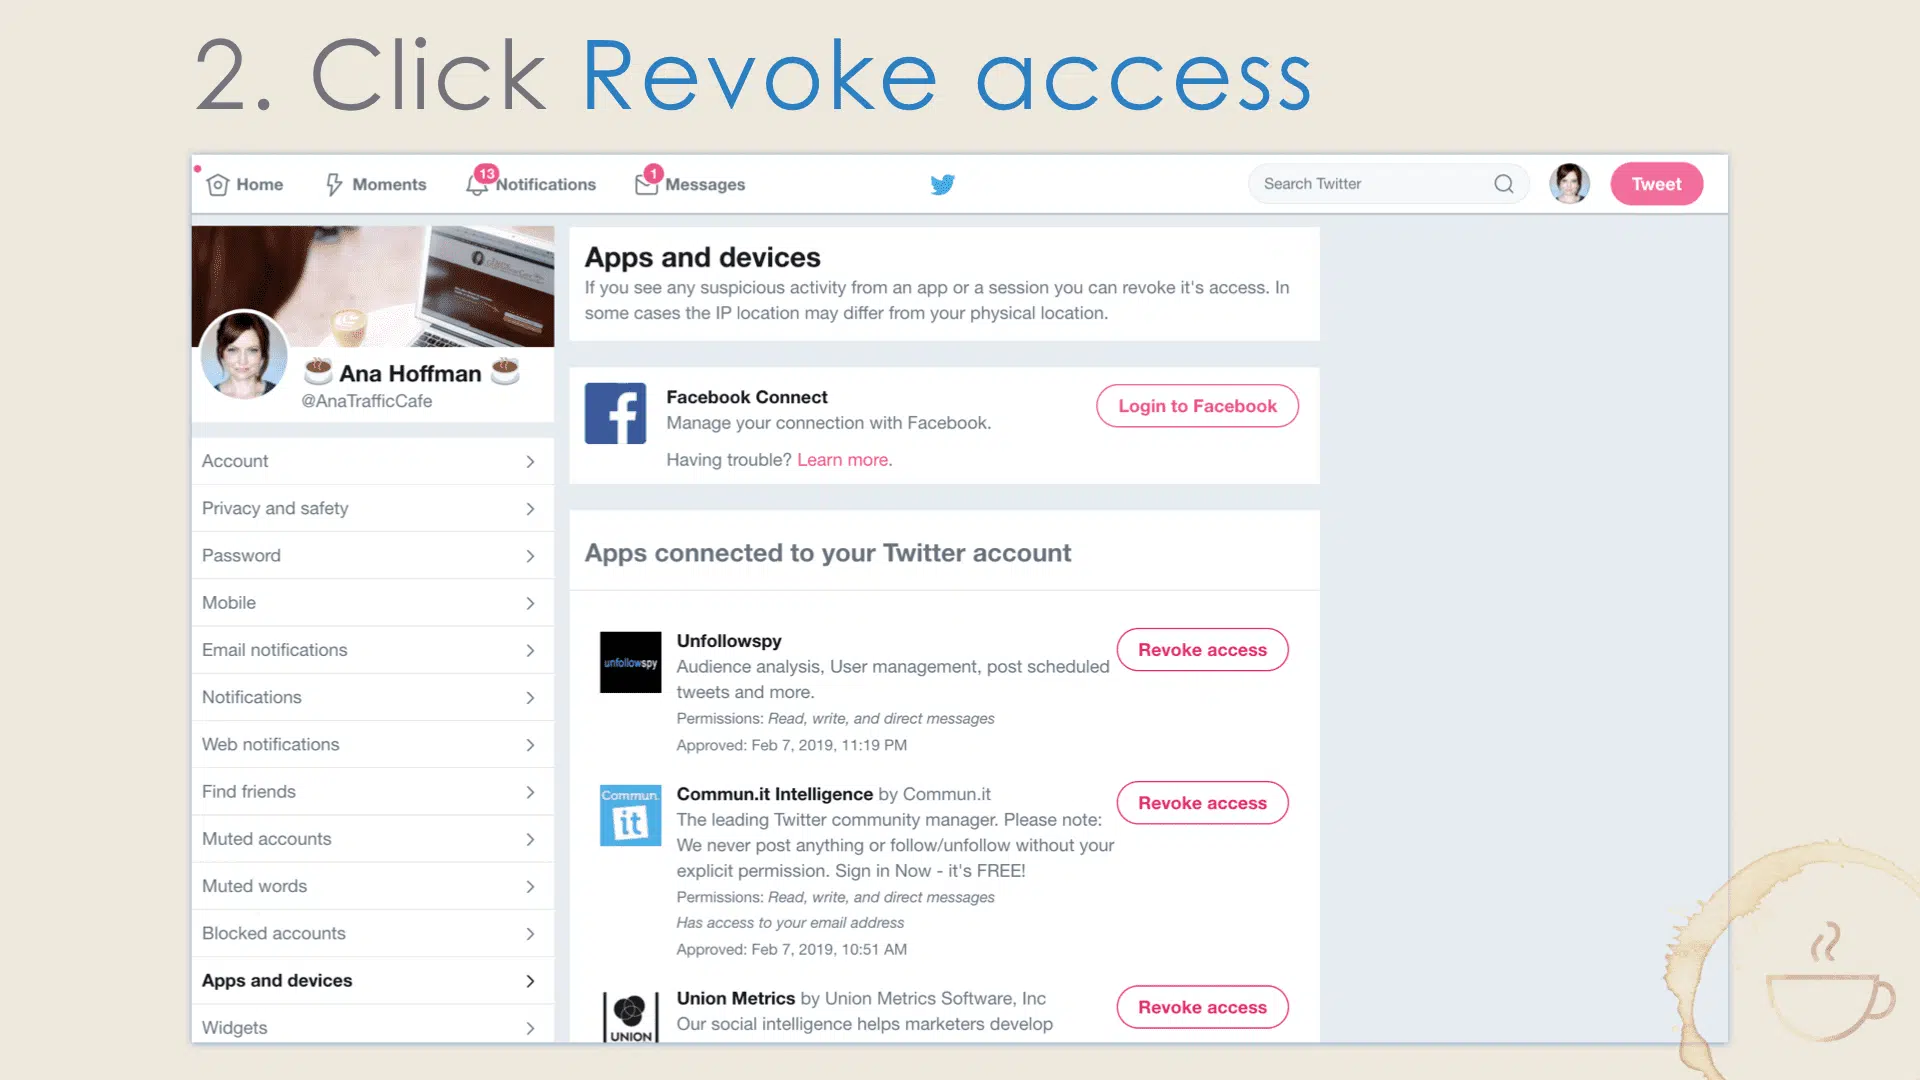 2. Click Revoke access
Home
Moments
13
Notifications
1
Messages
Search Twitter
Tweet
Ana Hoffman
@AnaTrafficCafe
Account
Privacy and safety
Password
Mobile
Email notifications
Notifications
Web notifications
Find friends
Muted accounts
Muted words
Blocked accounts
Apps and devices
Widgets
Apps and devices
If you see any suspicious activity from an app or a session you can revoke it's access. In
some cases the IP location may differ from your physical location.
Facebook Connect
Manage your connection with Facebook.
Having trouble? Learn more.
Login to Facebook
Apps connected to your Twitter account
unfollowspy
Unfollowspy
Audience analysis, User management, post scheduled
tweets and more.
Permissions: Read, write, and direct messages
Approved: Feb 7, 2019, 11:19 PM
Revoke access
Commun
it
Commun.it Intelligence by Commun.it
The leading Twitter community manager. Please note:
We never post anything or follow/unfollow without your
explicit permission. Sign in Now - it's FREE!
Permissions: Read, write, and direct messages
Has access to your email address
Approved: Feb 7, 2019, 10:51 AM
Revoke access
UNION
Union Metrics by Union Metrics Software, Inc
Our social intelligence helps marketers develop
Revoke access